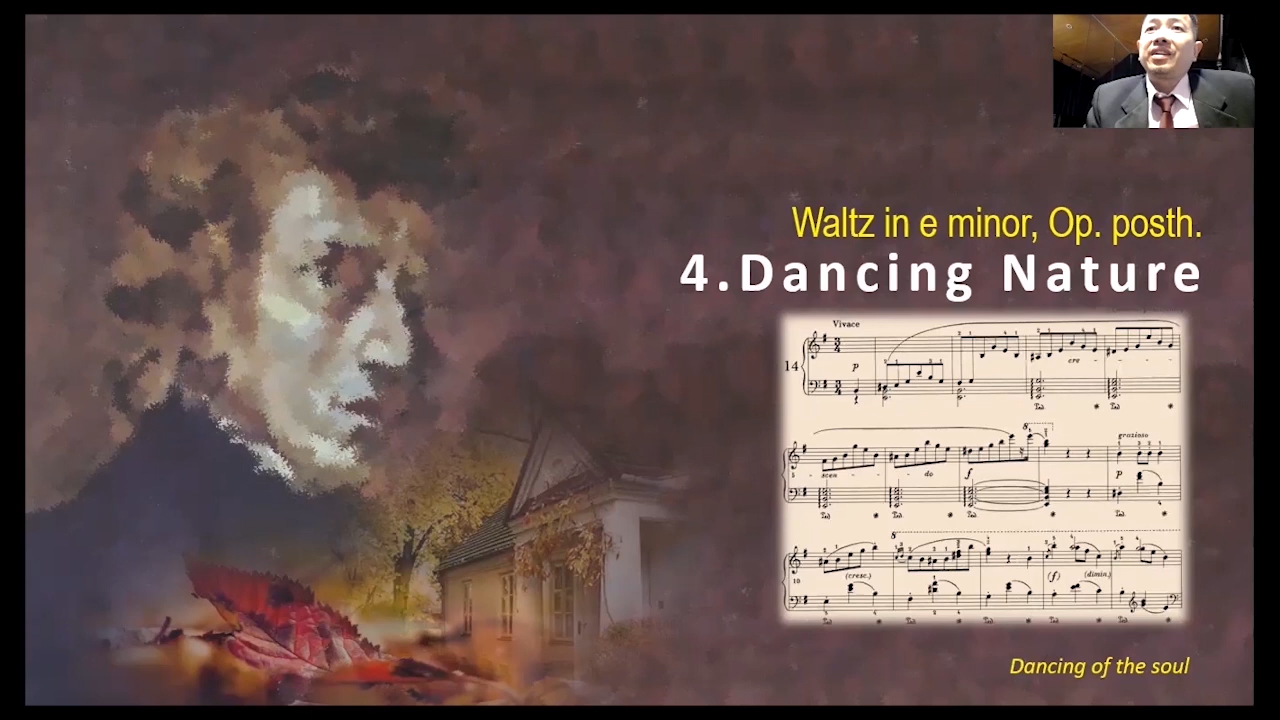 Waltz in e minor, Op. posth.
4.Dancing Nature
Vivace
14
p
cre -
- scen - do f
grazioso
p
8
10
(cresc.) (f) (dimin.)
Dancing of the soul